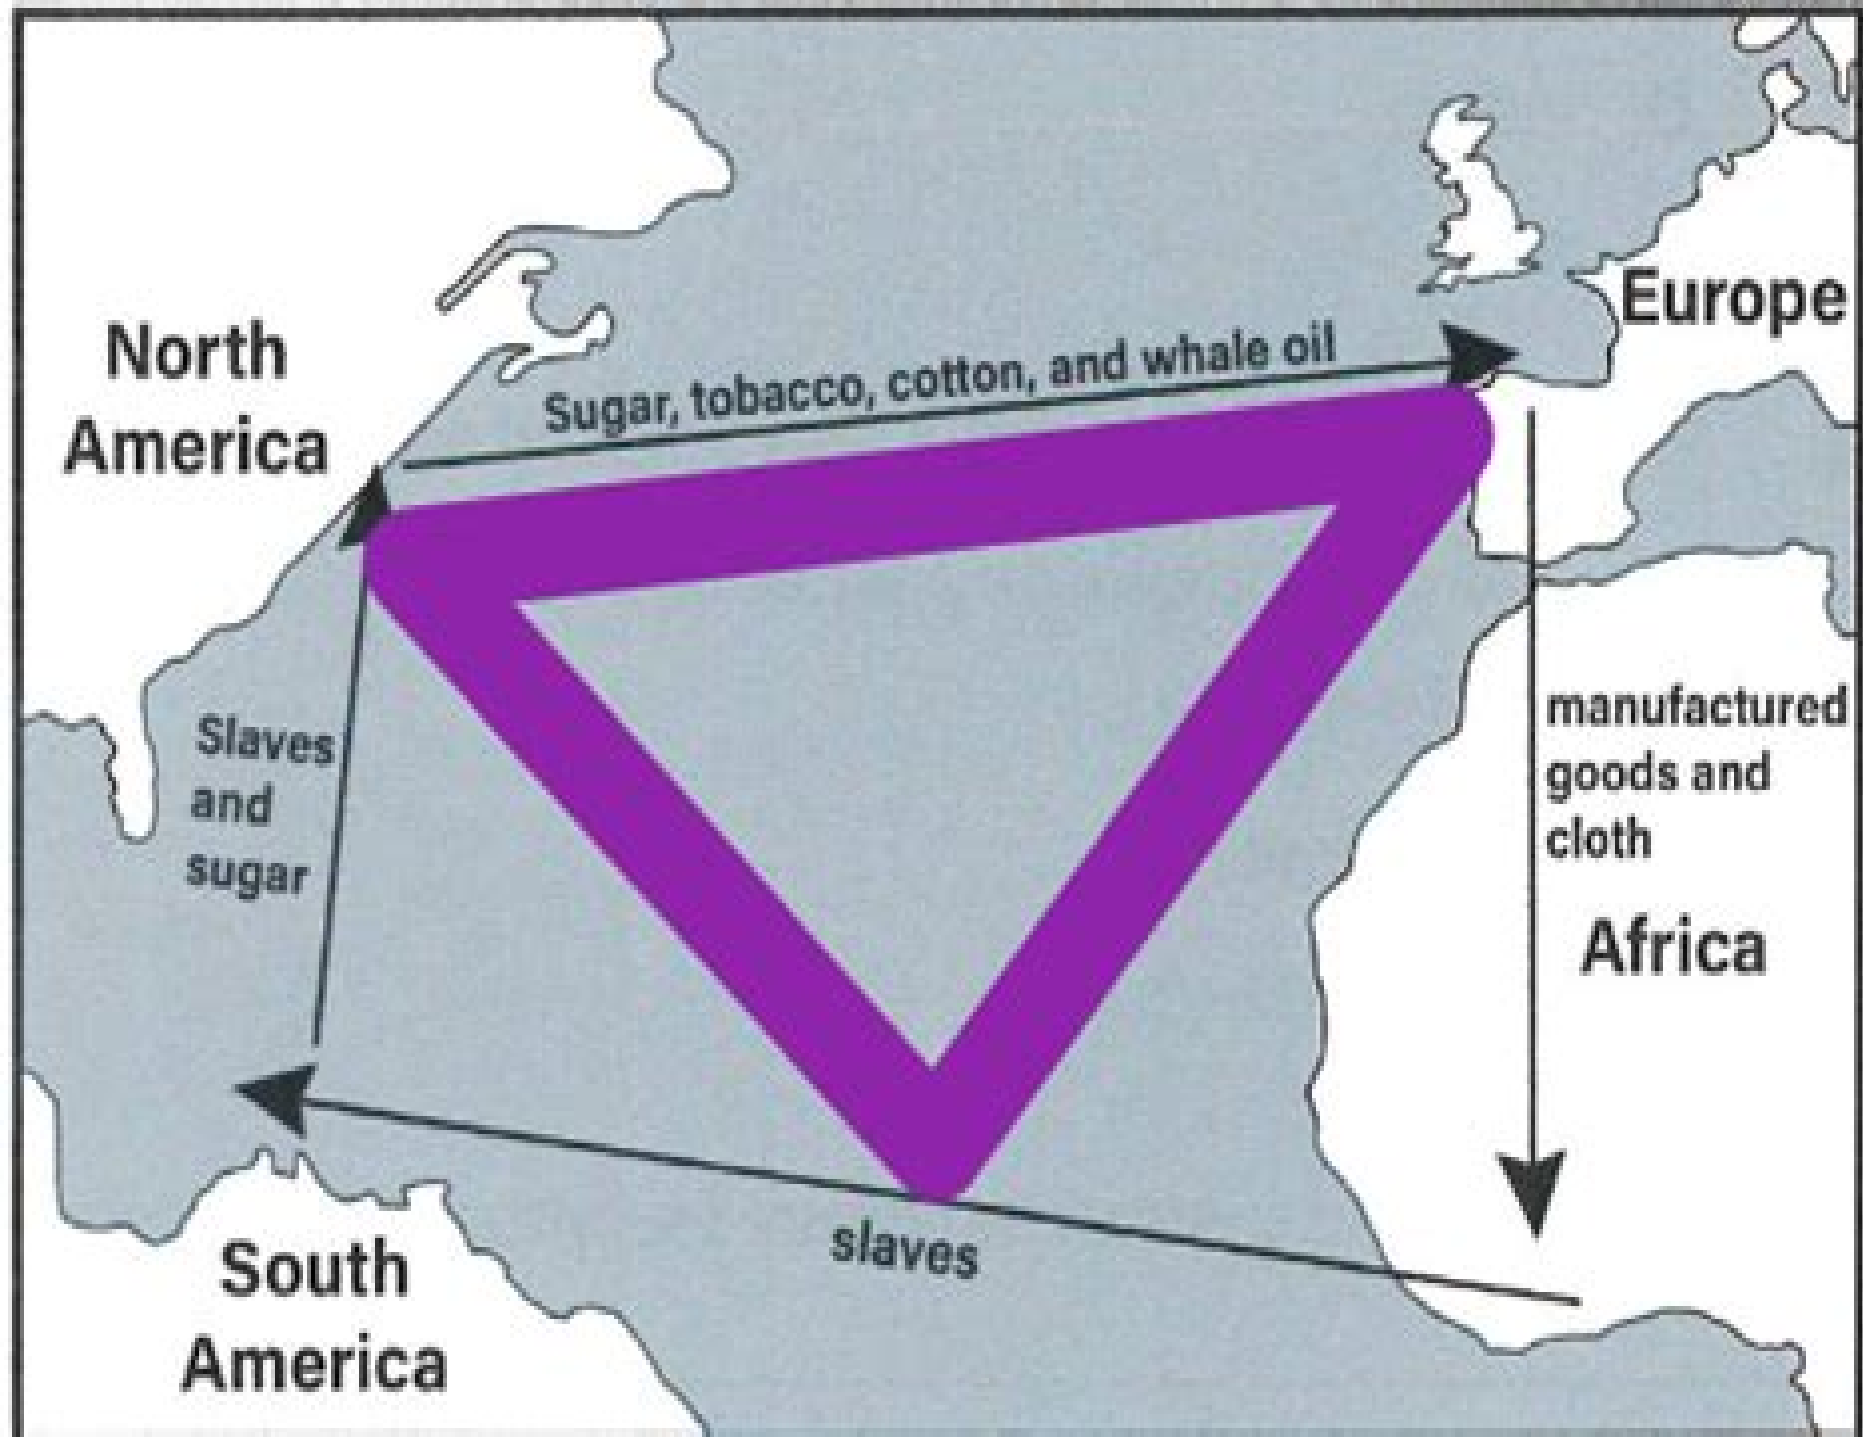 North
America
Sugar, tobacco, cotton, and whale oil
Europe
Slaves
and
sugar
manufactured
goods and
cloth
Africa
slaves
South
America